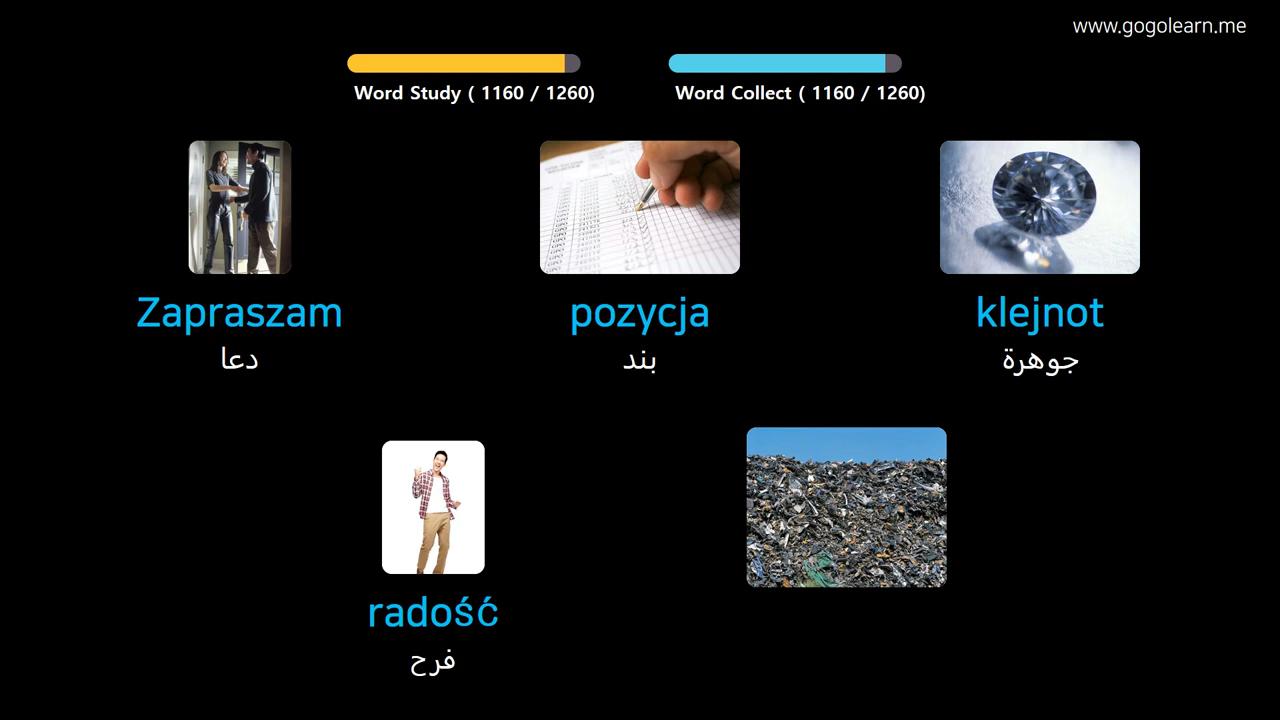 www.gogolearn.me
Word Study ( 1160 / 1260)
Word Collect ( 1160 / 1260)
Zapraszam
دعا
pozycja
بند
klejnot
جوهرة
radość
فرح